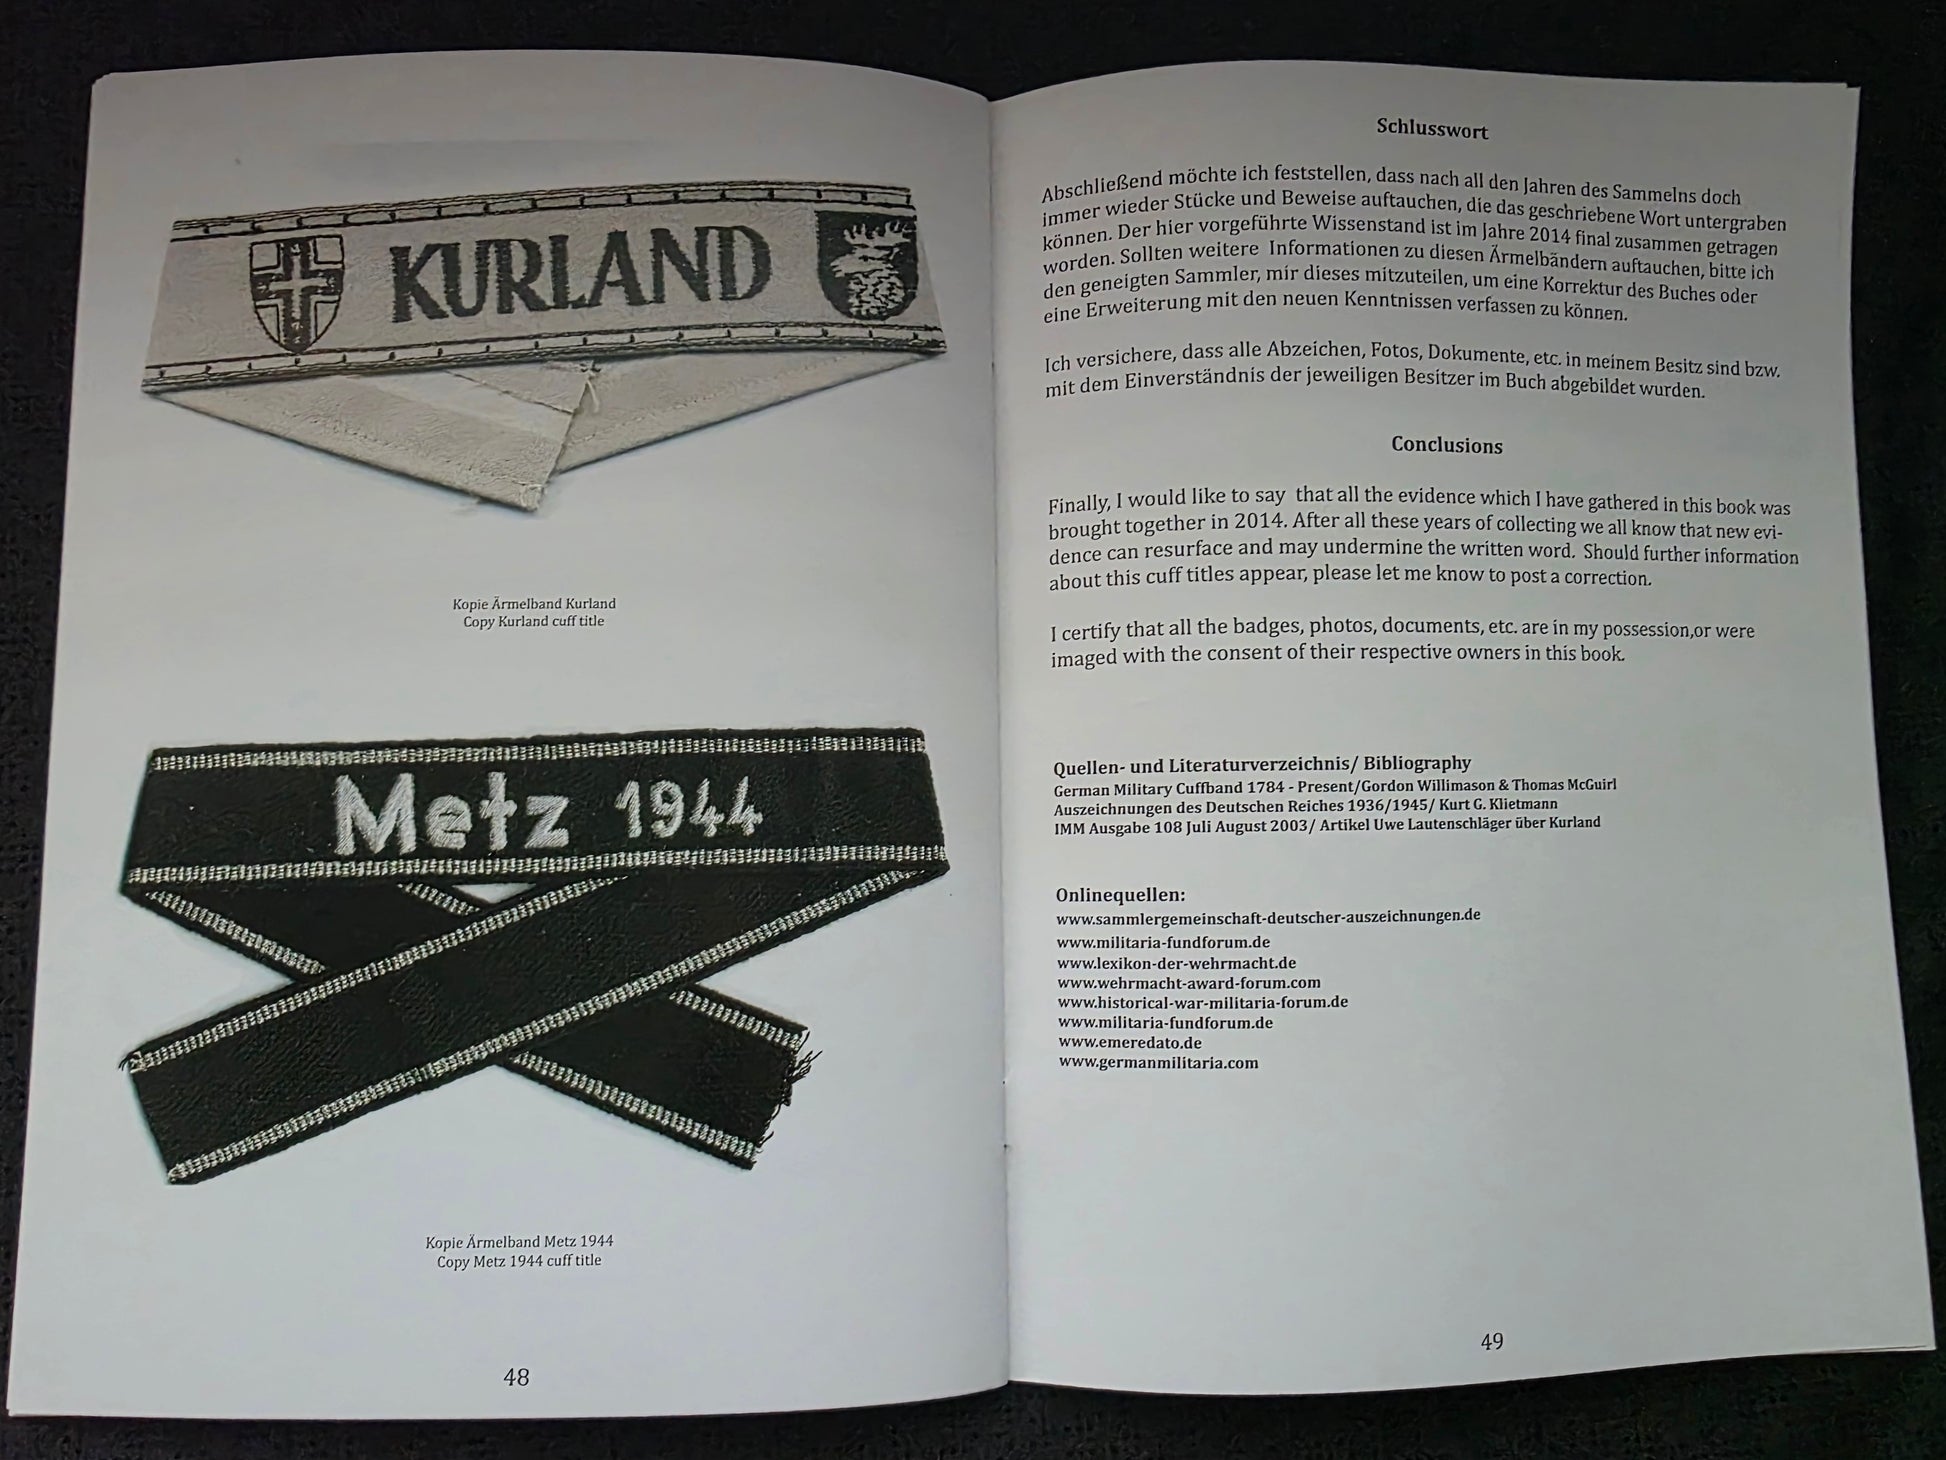 KURLAND
Kopie Ärmelband Kurland
Copy Kurland cuff title
Metz 1944
Kopie Ärmelband Metz 1944
Copy Metz 1944 cuff title
48
Schlusswort
Abschließend möchte ich feststellen, dass nach all den Jahren des Sammelns doch
immer wieder Stücke und Beweise auftauchen, die das geschriebene Wort untergraben
können. Der hier vorgeführte Wissenstand ist im Jahre 2014 final zusammen getragen
worden. Sollten weitere Informationen zu diesen Ärmelbändern auftauchen, bitte ich
den geneigten Sammler, mir dieses mitzuteilen, um eine Korrektur des Buches oder
eine Erweiterung mit den neuen Kenntnissen verfassen zu können.
Ich versichere, dass alle Abzeichen, Fotos, Dokumente, etc. in meinem Besitz sind bzw.
mit dem Einverständnis der jeweiligen Besitzer im Buch abgebildet wurden.
Conclusions
Finally, I would like to say that all the evidence which I have gathered in this book was
brought together in 2014. After all these years of collecting we all know that new evi-
dence can resurface and may undermine the written word. Should further information
about this cuff titles appear, please let me know to post a correction.
I certify that all the badges, photos, documents, etc. are in my possession,or were
imaged with the consent of their respective owners in this book.
Quellen- und Literaturverzeichnis/ Bibliography
German Military Cuffband 1784 - Present/Gordon Willimason & Thomas McGuirl
Auszeichnungen des Deutschen Reiches 1936/1945/ Kurt G. Klietmann
IMM Ausgabe 108 Juli August 2003/ Artikel Uwe Lautenschläger über Kurland
Onlinequellen:
www.sammlergemeinschaft-deutscher-auszeichnungen.de
www.militaria-fundforum.de
www.lexikon-der-wehrmacht.de
www.wehrmacht-award-forum.com
www.historical-war-militaria-forum.de
www.militaria-fundforum.de
www.emeredato.de
www.germanmilitaria.com
49